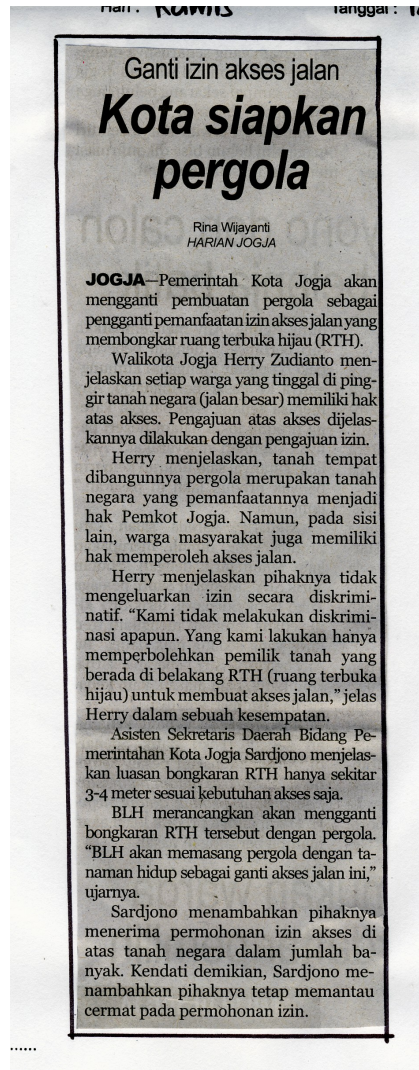 Hari : Kamis Tanggal :
Ganti izin akses jalan
Kota siapkan
pergola
Rina Wijayanti
HARIAN JOGJA
JOGJA—Pemerintah Kota Jogja akan
mengganti pembuatan pergola sebagai
pengganti pemanfaatan izin akses jalan yang
membongkar ruang terbuka hijau (RTH).
Walikota Jogja Herry Zudianto men-
jelaskan setiap warga yang tinggal di ping-
gir tanah negara (jalan besar) memiliki hak
atas akses. Pengajuan atas akses dijelas-
kannya dilakukan dengan pengajuan izin.
Herry menjelaskan, tanah tempat
dibangunnya pergola merupakan tanah
negara yang pemanfaatannya menjadi
hak Pemkot Jogja. Namun, pada sisi
lain, warga masyarakat juga memiliki
hak memperoleh akses jalan.
Herry menjelaskan pihaknya tidak
mengeluarkan izin secara diskrimi-
natif. “Kami tidak melakukan diskrimi-
nasi apapun. Yang kami lakukan hanya
memperbolehkan pemilik tanah yang
berada di belakang RTH (ruang terbuka
hijau) untuk membuat akses jalan,” jelas
Herry dalam sebuah kesempatan.
Asisten Sekretaris Daerah Bidang Pe-
merintahan Kota Jogja Sardjono menjelas-
kan luasan bongkaran RTH hanya sekitar
3-4 meter sesuai kebutuhan akses saja.
BLH merancangkan akan mengganti
bongkaran RTH tersebut dengan pergola.
“BLH akan memasang pergola dengan ta-
naman hidup sebagai ganti akses jalan ini,”
ujarnya.
Sardjono menambahkan pihaknya
menerima permohonan izin akses di
atas tanah negara dalam jumlah ba-
nyak. Kendati demikian, Sardjono me-
nambahkan pihaknya tetap memantau
cermat pada permohonan izin.
......